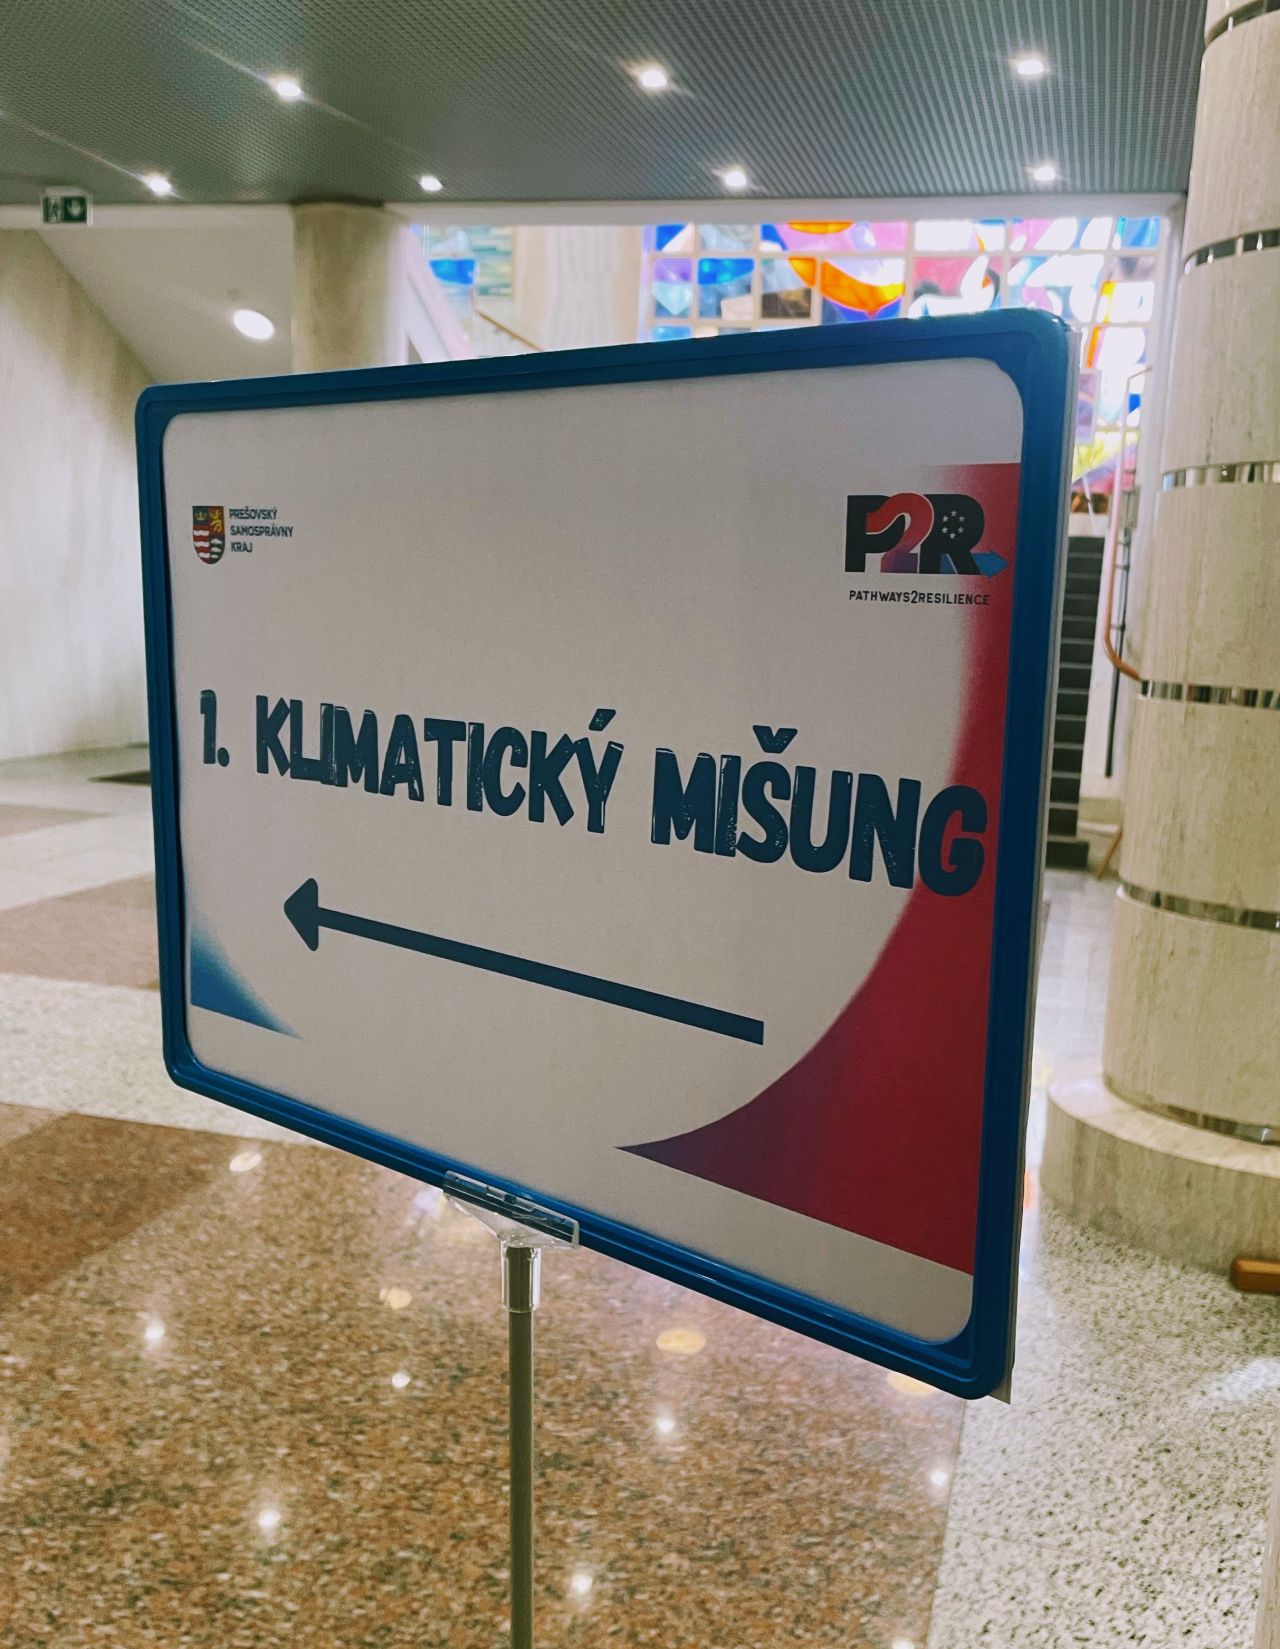 PREŠOVSKÝ
SAMOSPRÁVNY
KRAJ
P2R
PATHWAYS2RESILIENCE
1. KLIMATICKÝ MIŠUNG